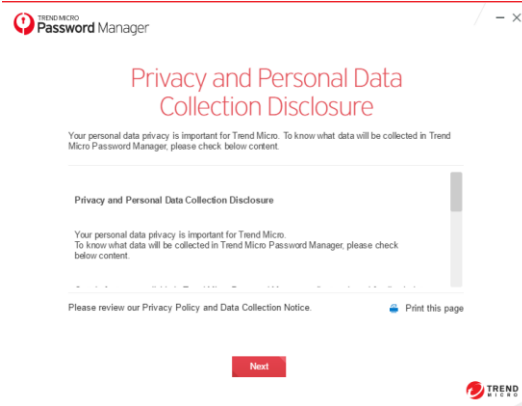 TREND MICRO
Password Manager
Privacy and Personal Data
Collection Disclosure
Your personal data privacy is important for Trend Micro. To know what data will be collected in Trend
Micro Password Manager, please check below content.
Privacy and Personal Data Collection Disclosure
Your personal data privacy is important for Trend Micro.
To know what data will be collected in Trend Micro Password Manager, please check
below content.
Please review our Privacy Policy and Data Collection Notice.
Print this page
Next
TREND
MICRO